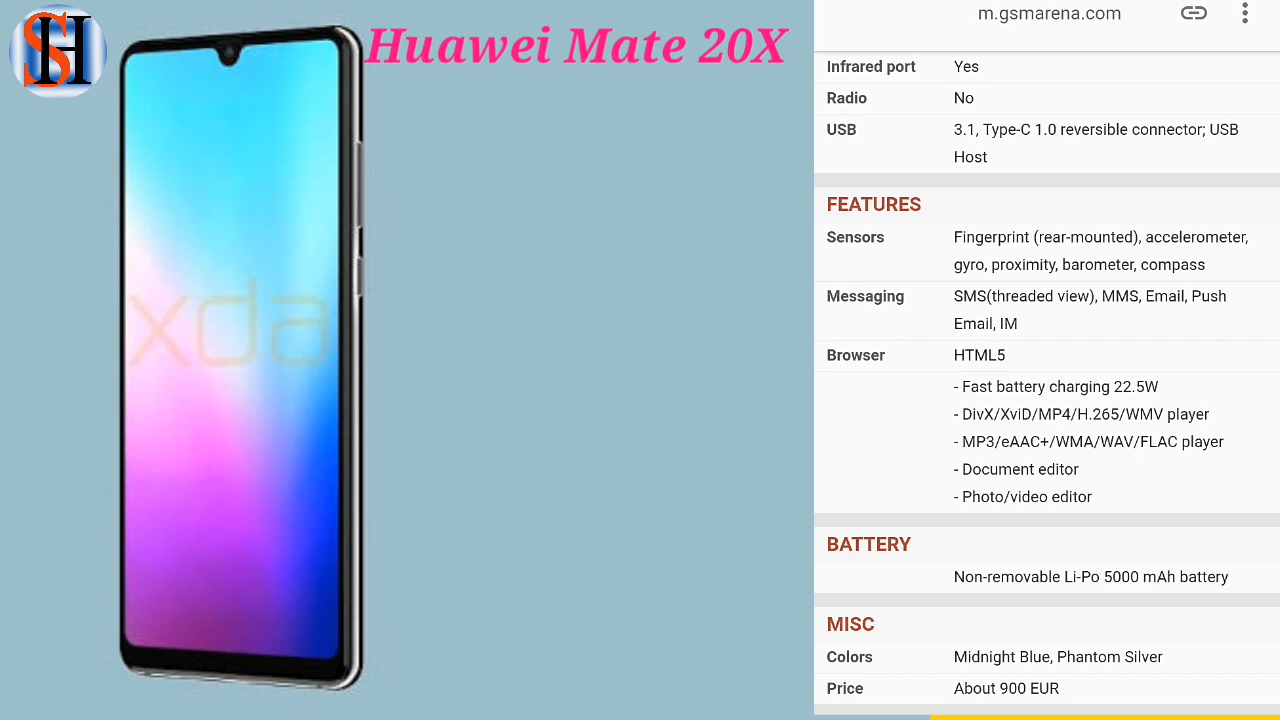 SH
Huawei Mate 20X
xda
m.gsmarena.com
Infrared port Yes
Radio No
USB 3.1, Type-C 1.0 reversible connector; USB
Host
FEATURES
Sensors Fingerprint (rear-mounted), accelerometer,
gyro, proximity, barometer, compass
Messaging SMS(threaded view), MMS, Email, Push
Email, IM
Browser HTML5
- Fast battery charging 22.5W
- DivX/XviD/MP4/H.265/WMV player
- MP3/eAAC+/WMA/WAV/FLAC player
- Document editor
- Photo/video editor
BATTERY
Non-removable Li-Po 5000 mAh battery
MISC
Colors Midnight Blue, Phantom Silver
Price About 900 EUR